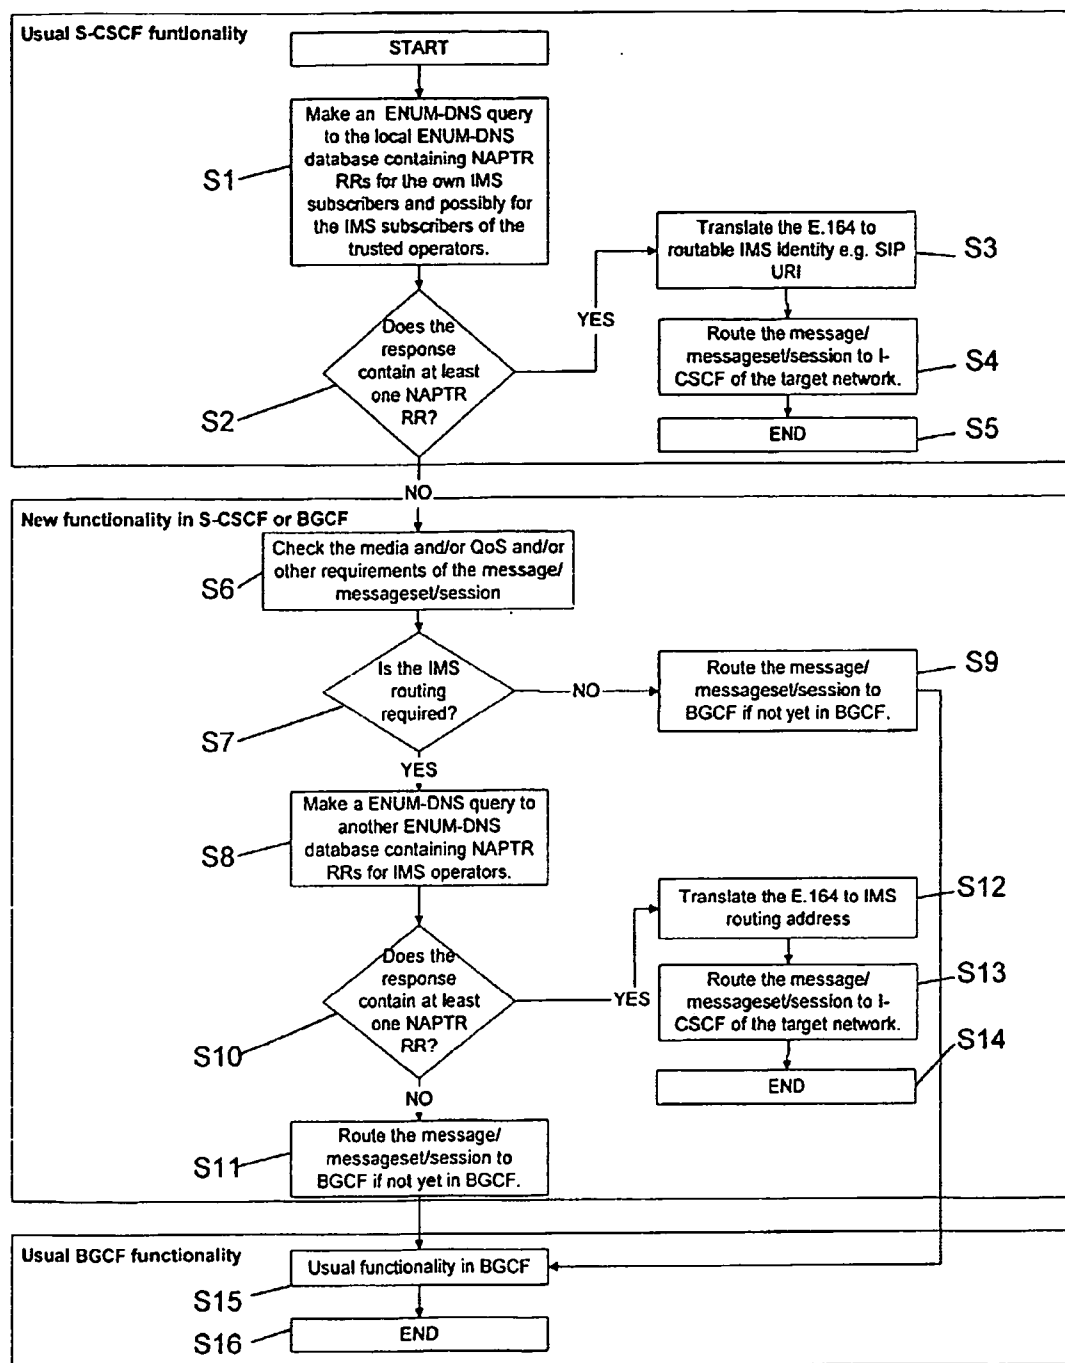 Usual S-CSCF funtionality
START
Make an ENUM-DNS query
to the local ENUM-DNS
database containing NAPTR
RRs for the own IMS
subscribers and possibly for
the IMS subscribers of the
trusted operators.
S1
Does the
response
contain at least
one NAPTR
RR?
S2
YES
Translate the E.164 to
routable IMS identity e.g. SIP
URI
S3
Route the message/
messageset/session to I-
CSCF of the target network.
S4
END
S5
NO
New functionality in S-CSCF or BGCF
Check the media and/or QoS and/or
other requirements of the message/
messageset/session
S6
Is the IMS
routing
required?
S7
NO
Route the message/
messageset/session to
BGCF if not yet in BGCF.
S9
YES
Make a ENUM-DNS query to
another ENUM-DNS
database containing NAPTR
RRs for IMS operators.
S8
Does the
response
contain at least
one NAPTR
RR?
S10
YES
Translate the E.164 to IMS
routing address
S12
Route the message/
messageset/session to I-
CSCF of the target network.
S13
END
S14
NO
Route the message/
messageset/session to
BGCF if not yet in BGCF.
S11
Usual BGCF functionality
Usual functionality in BGCF
S15
END
S16